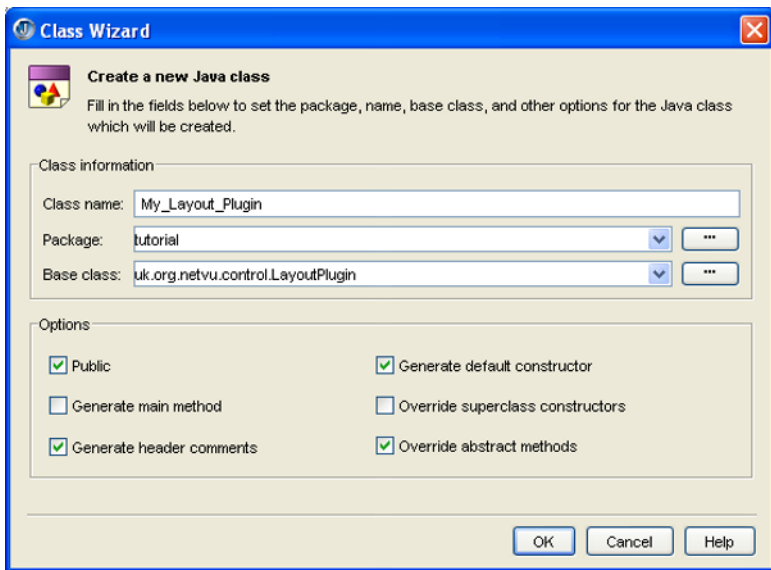 Class Wizard
Create a new Java class
Fill in the fields below to set the package, name, base class, and other options for the Java class
which will be created.
Class information
Class name: My_Layout_Plugin
Package: tutorial ...
Base class: uk.org.netvu.control.LayoutPlugin ...
Options
Public Generate default constructor
Generate main method Override superclass constructors
Generate header comments Override abstract methods
OK Cancel Help